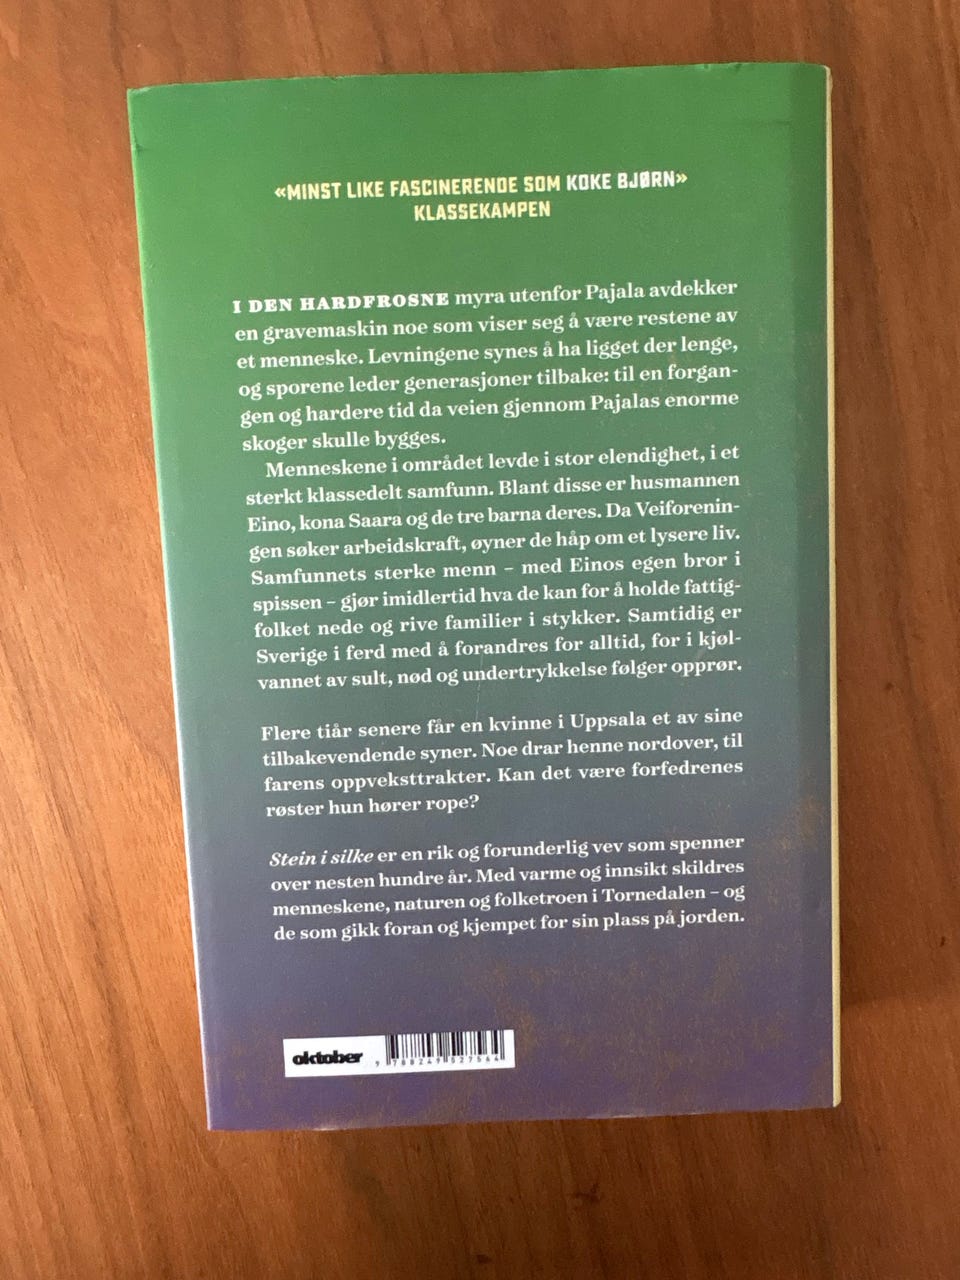 «MINST LIKE FASCINERENDE SOM KOKE BJØRN»
KLASSEKAMPEN
I DEN HARDFROSNE myra utenfor Pajala avdekker
en gravemaskin noe som viser seg å være restene av
et menneske. Levningene synes å ha ligget der lenge,
og sporene leder generasjoner tilbake: til en forgan-
gen og hardere tid da veien gjennom Pajalas enorme
skoger skulle bygges.
Menneskene i området levde i stor elendighet, i et
sterkt klassedelt samfunn. Blant disse er husmannen
Eino, kona Saara og de tre barna deres. Da Veiforenin-
gen søker arbeidskraft, øyner de håp om et lysere liv.
Samfunnets sterke menn – med Einos egen bror i
spissen – gjør imidlertid hva de kan for å holde fattig-
folket nede og rive familier i stykker. Samtidig er
Sverige i ferd med å forandres for alltid, for i kjøl-
vannet av sult, nød og undertrykkelse følger opprør.
Flere tiår senere får en kvinne i Uppsala et av sine
tilbakevendende syner. Noe drar henne nordover, til
farens oppveksttrakter. Kan det være forfedrenes
røster hun hører rope?
Stein i silke er en rik og forunderlig vev som spenner
over nesten hundre år. Med varme og innsikt skildres
menneskene, naturen og folketroen i Tornedalen – og
de som gikk foran og kjempet for sin plass på jorden.
oktober
9 788249 527564